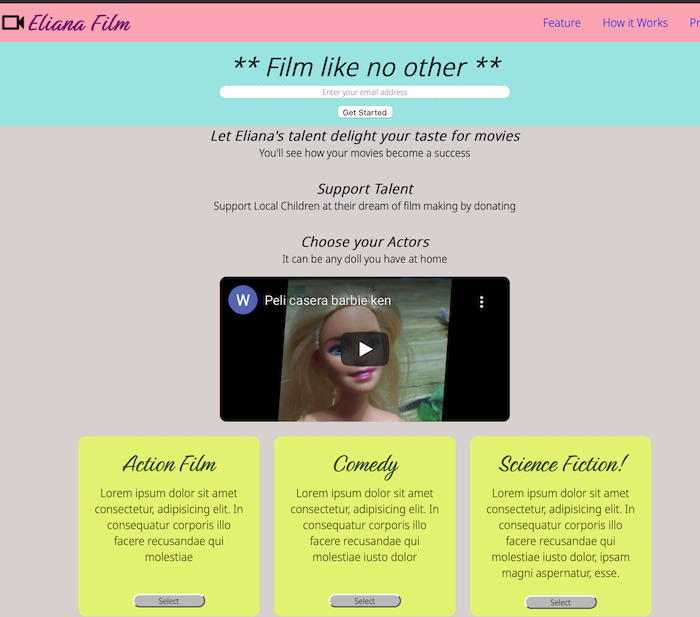 Eliana Film
Feature How it Works
** Film like no other **
Enter your email address
Get Started
Let Eliana's talent delight your taste for movies
You'll see how your movies become a success
Support Talent
Support Local Children at their dream of film making by donating
Choose your Actors
It can be any doll you have at home
W Peli casera barbie ken
Action Film
Lorem ipsum dolor sit amet
consectetur, adipisicing elit. In
consequatur corporis illo
facere recusandae qui
molestiae
Select
Comedy
Lorem ipsum dolor sit amet
consectetur, adipisicing elit. In
consequatur corporis illo
facere recusandae qui
molestiae iusto dolor
Select
Science Fiction!
Lorem ipsum dolor sit amet
consectetur, adipisicing elit. In
consequatur corporis illo
facere recusandae qui
molestiae iusto dolor, ipsam
magni aspernatur, esse.
Select